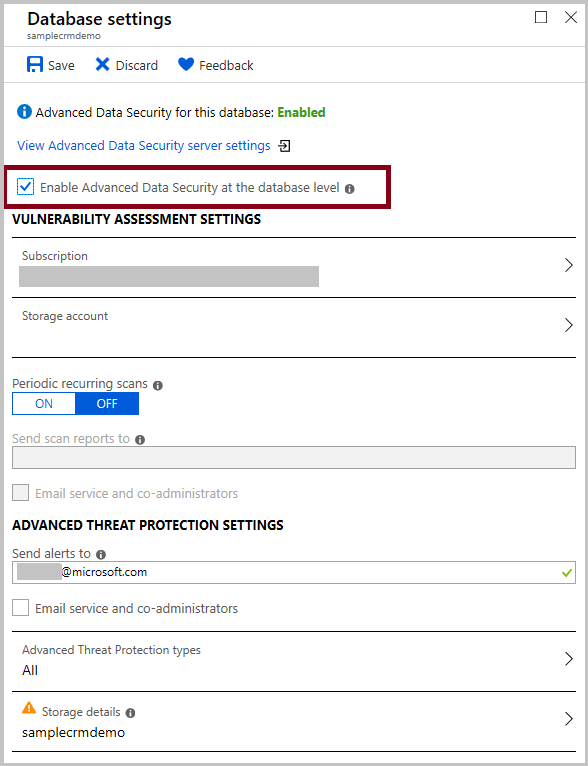 Database settings
samplecrmdemo
Save Discard Feedback
Advanced Data Security for this database: Enabled
View Advanced Data Security server settings
Enable Advanced Data Security at the database level
VULNERABILITY ASSESSMENT SETTINGS
Subscription
Storage account
Periodic recurring scans
ON OFF
Send scan reports to
Email service and co-administrators
ADVANCED THREAT PROTECTION SETTINGS
Send alerts to
@microsoft.com
Email service and co-administrators
Advanced Threat Protection types
All
Storage details
samplecrmdemo